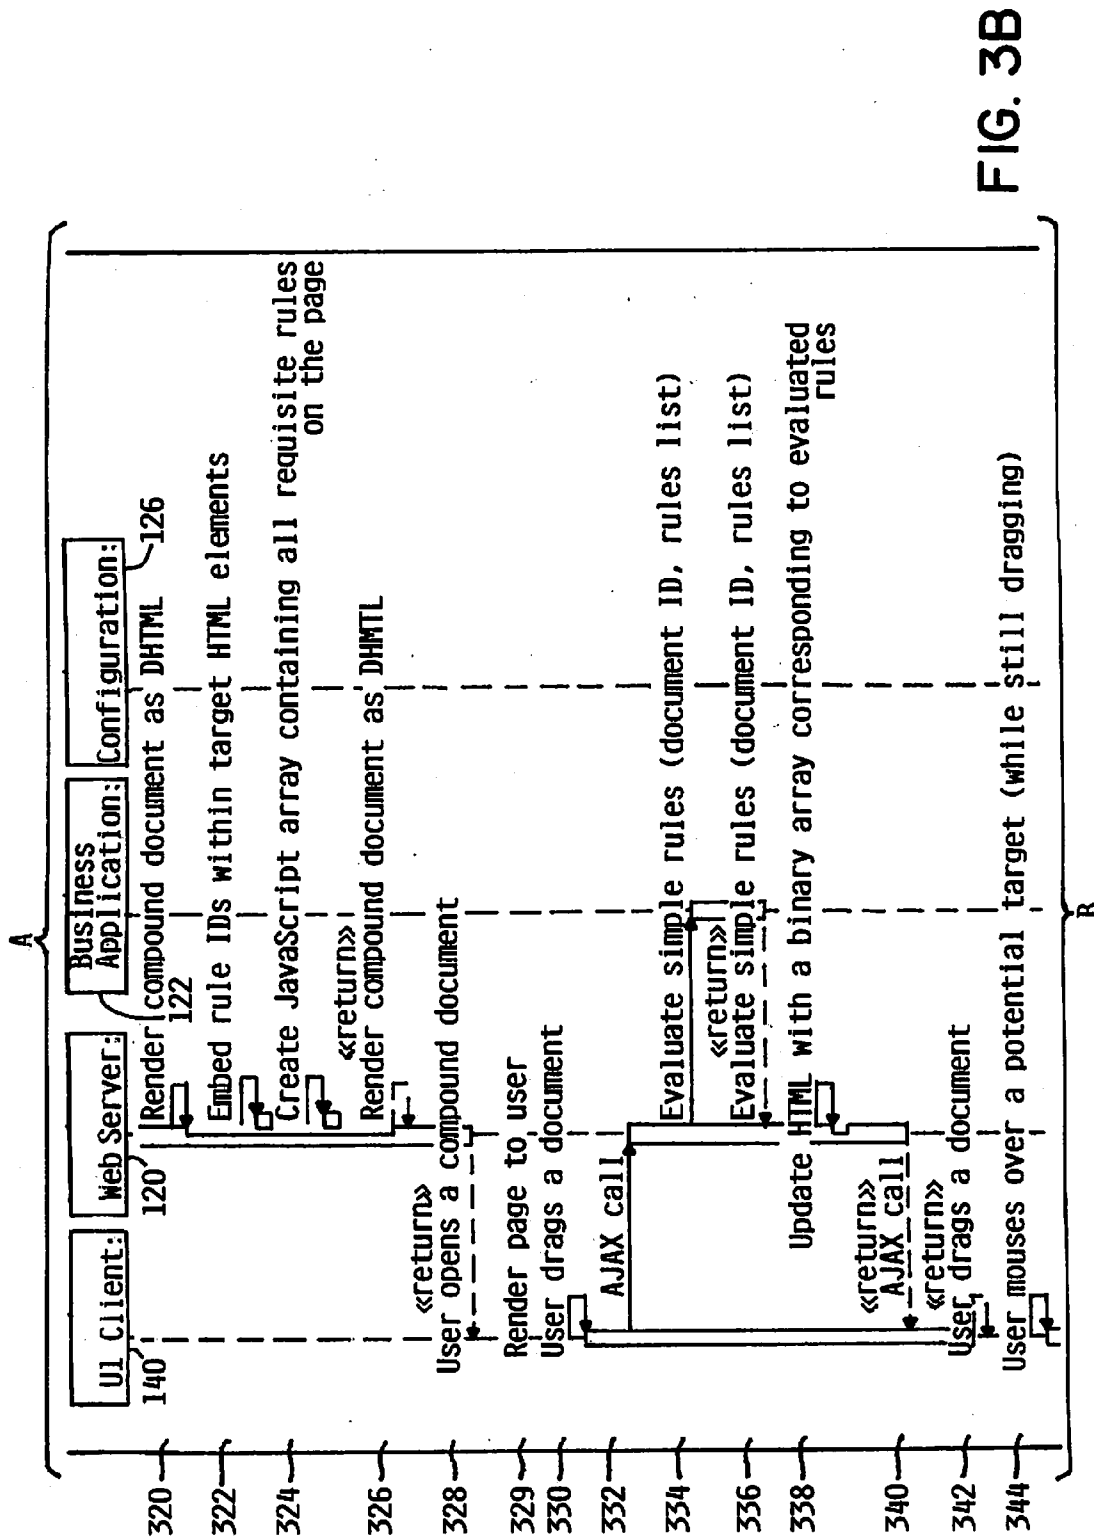 A
UI Client:
140
Web Server:
120
Business
Application:
122
Configuration:
126
320
Render compound document as DHTML
322
Embed rule IDs within target HTML elements
324
Create JavaScript array containing all requisite rules
on the page
326
«return»
Render compound document as DHMTL
328
«return»
User opens a compound document
329
Render page to user
330
User drags a document
332
AJAX call
334
Evaluate simple rules (document ID, rules list)
336
«return»
Evaluate simple rules (document ID, rules list)
338
Update HTML with a binary array corresponding to evaluated
rules
340
«return»
AJAX call
342
«return»
User drags a document
344
User mouses over a potential target (while still dragging)
B
FIG. 3B